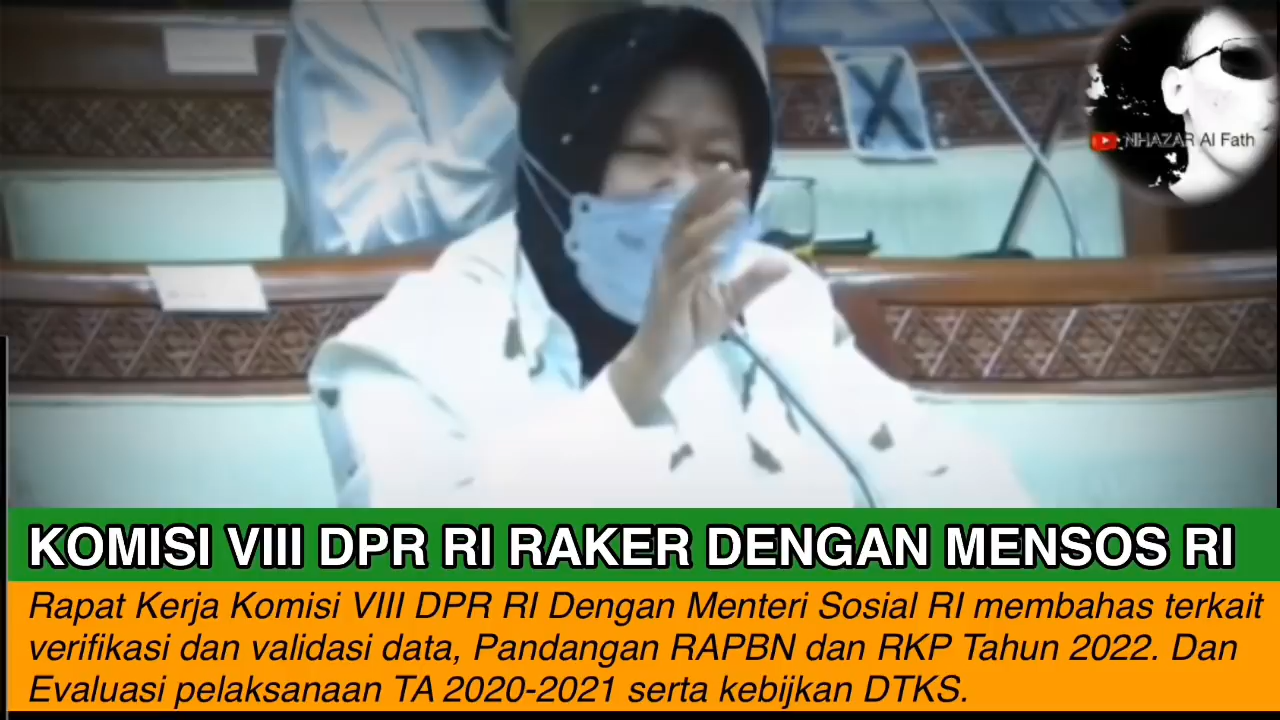 NHAZAR Al Fath
KOMISI VIII DPR RI RAKER DENGAN MENSOS RI
Rapat Kerja Komisi VIII DPR RI Dengan Menteri Sosial RI membahas terkait
verifikasi dan validasi data, Pandangan RAPBN dan RKP Tahun 2022. Dan
Evaluasi pelaksanaan TA 2020-2021 serta kebijkan DTKS.